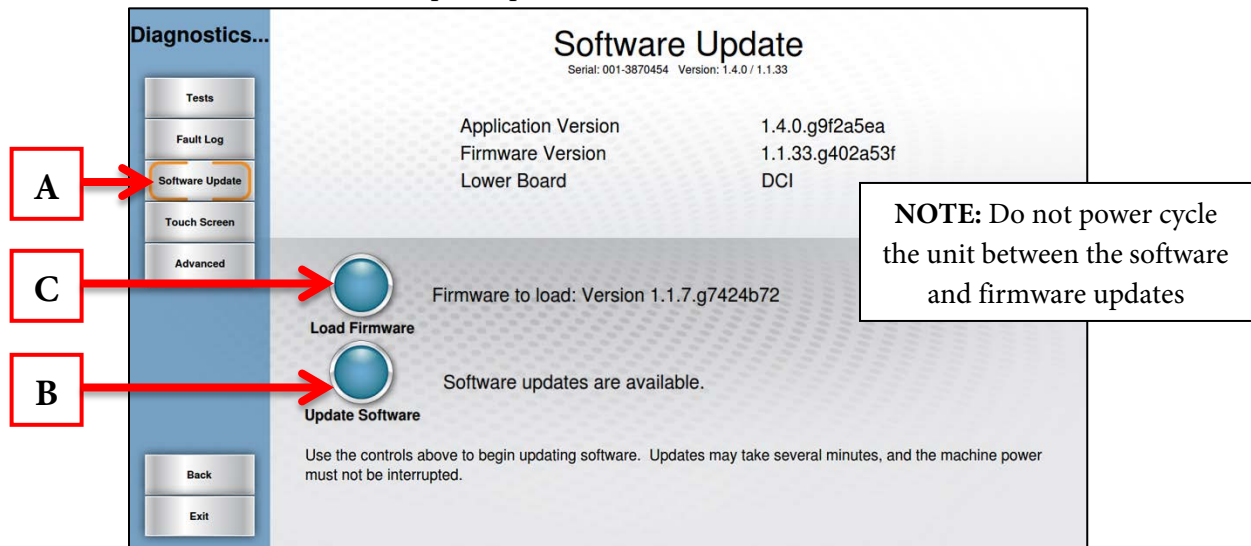 Diagnostics...
Tests
Fault Log
Software Update
Touch Screen
Advanced
Back
Exit
A
C
B
Software Update
Serial: 001-3870454 Version: 1.4.0 / 1.1.33
Application Version 1.4.0.g9f2a5ea
Firmware Version 1.1.33.g402a53f
Lower Board DCI
NOTE: Do not power cycle
the unit between the software
and firmware updates
Firmware to load: Version 1.1.7.g7424b72
Load Firmware
Software updates are available.
Update Software
Use the controls above to begin updating software. Updates may take several minutes, and the machine power
must not be interrupted.